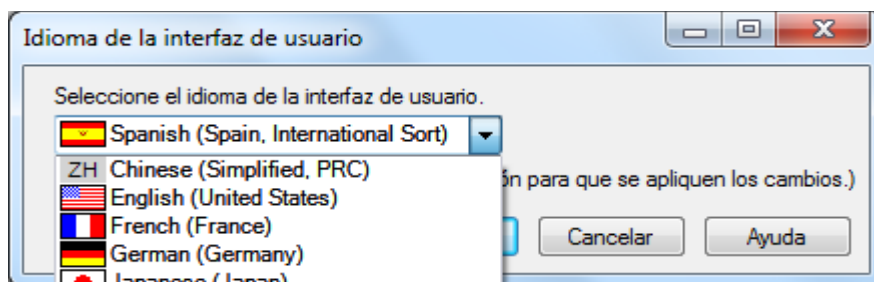 Idioma de la interfaz de usuario
Seleccione el idioma de la interfaz de usuario.
Spanish (Spain, International Sort)
ZH Chinese (Simplified, PRC)
ón para que se apliquen los cambios.)
English (United States)
French (France)
German (Germany)
Cancelar Ayuda
Japanese (Japan)